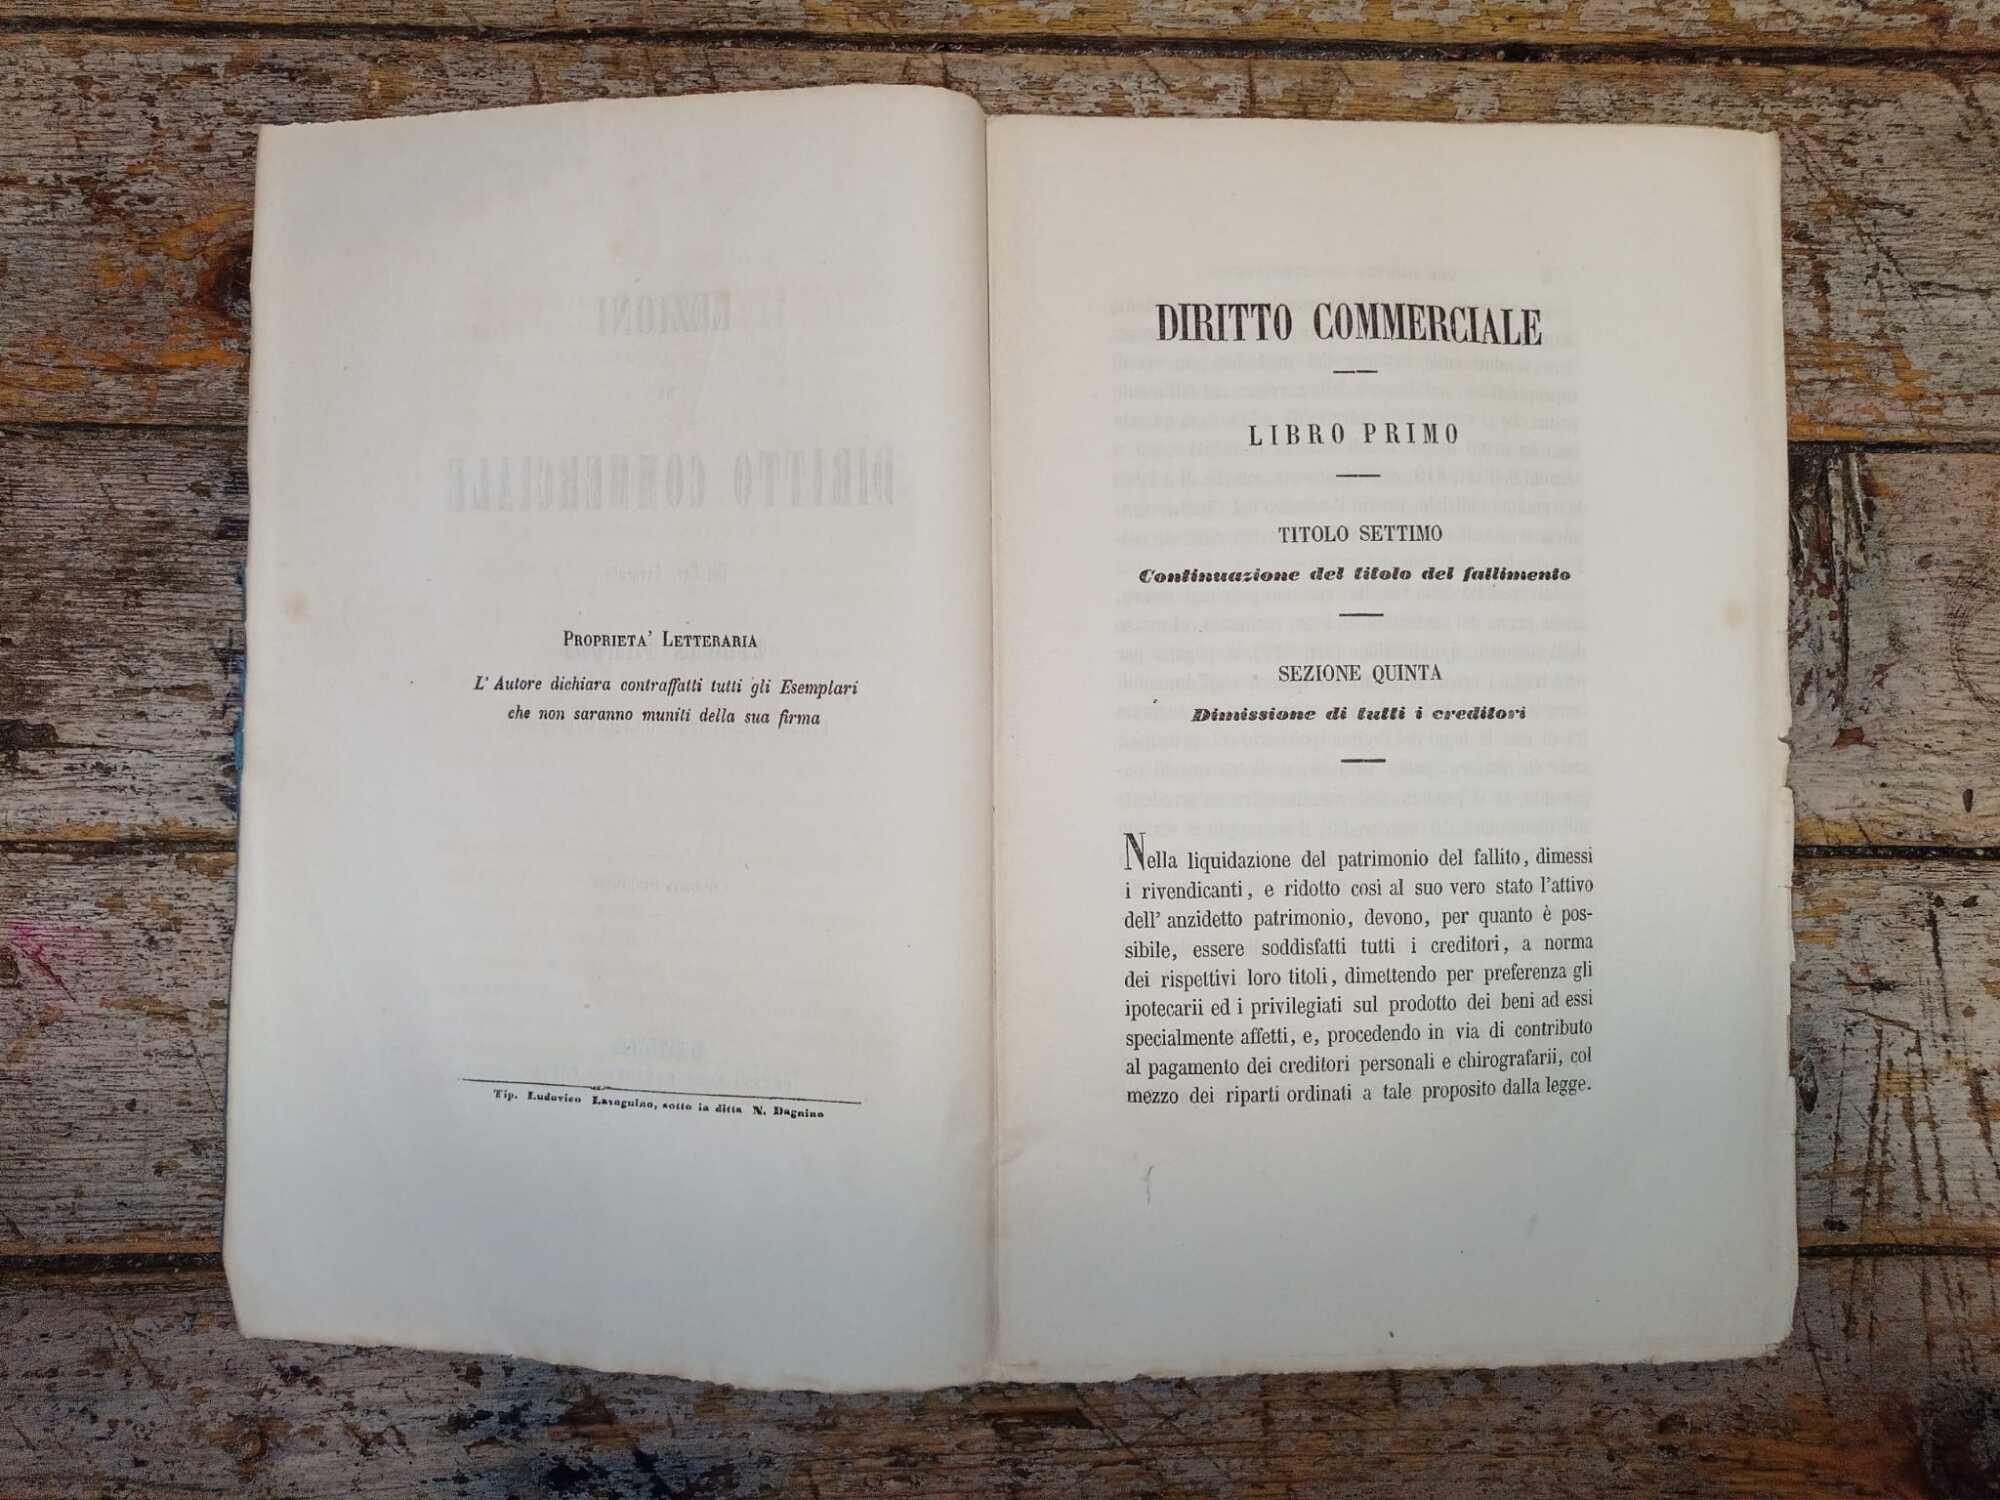 PROPRIETA' LETTERARIA
L' Autore dichiara contraffatti tutti gli Esemplari
che non saranno muniti della sua firma
Tip. Ludovico Lavagnino, sotto la ditta N. Dagnino
DIRITTO COMMERCIALE
LIBRO PRIMO
TITOLO SETTIMO
Continuazione del titolo del fallimento
SEZIONE QUINTA
Dimissione di tutti i creditori
Nella liquidazione del patrimonio del fallito, dimessi
i rivendicanti, e ridotto così al suo vero stato l'attivo
dell' anzidetto patrimonio, devono, per quanto è pos-
sibile, essere soddisfatti tutti i creditori, a norma
dei rispettivi loro titoli, dimettendo per preferenza gli
ipotecarii ed i privilegiati sul prodotto dei beni ad essi
specialmente affetti, e, procedendo in via di contributo
al pagamento dei creditori personali e chirografarii, col
mezzo dei riparti ordinati a tale proposito dalla legge.